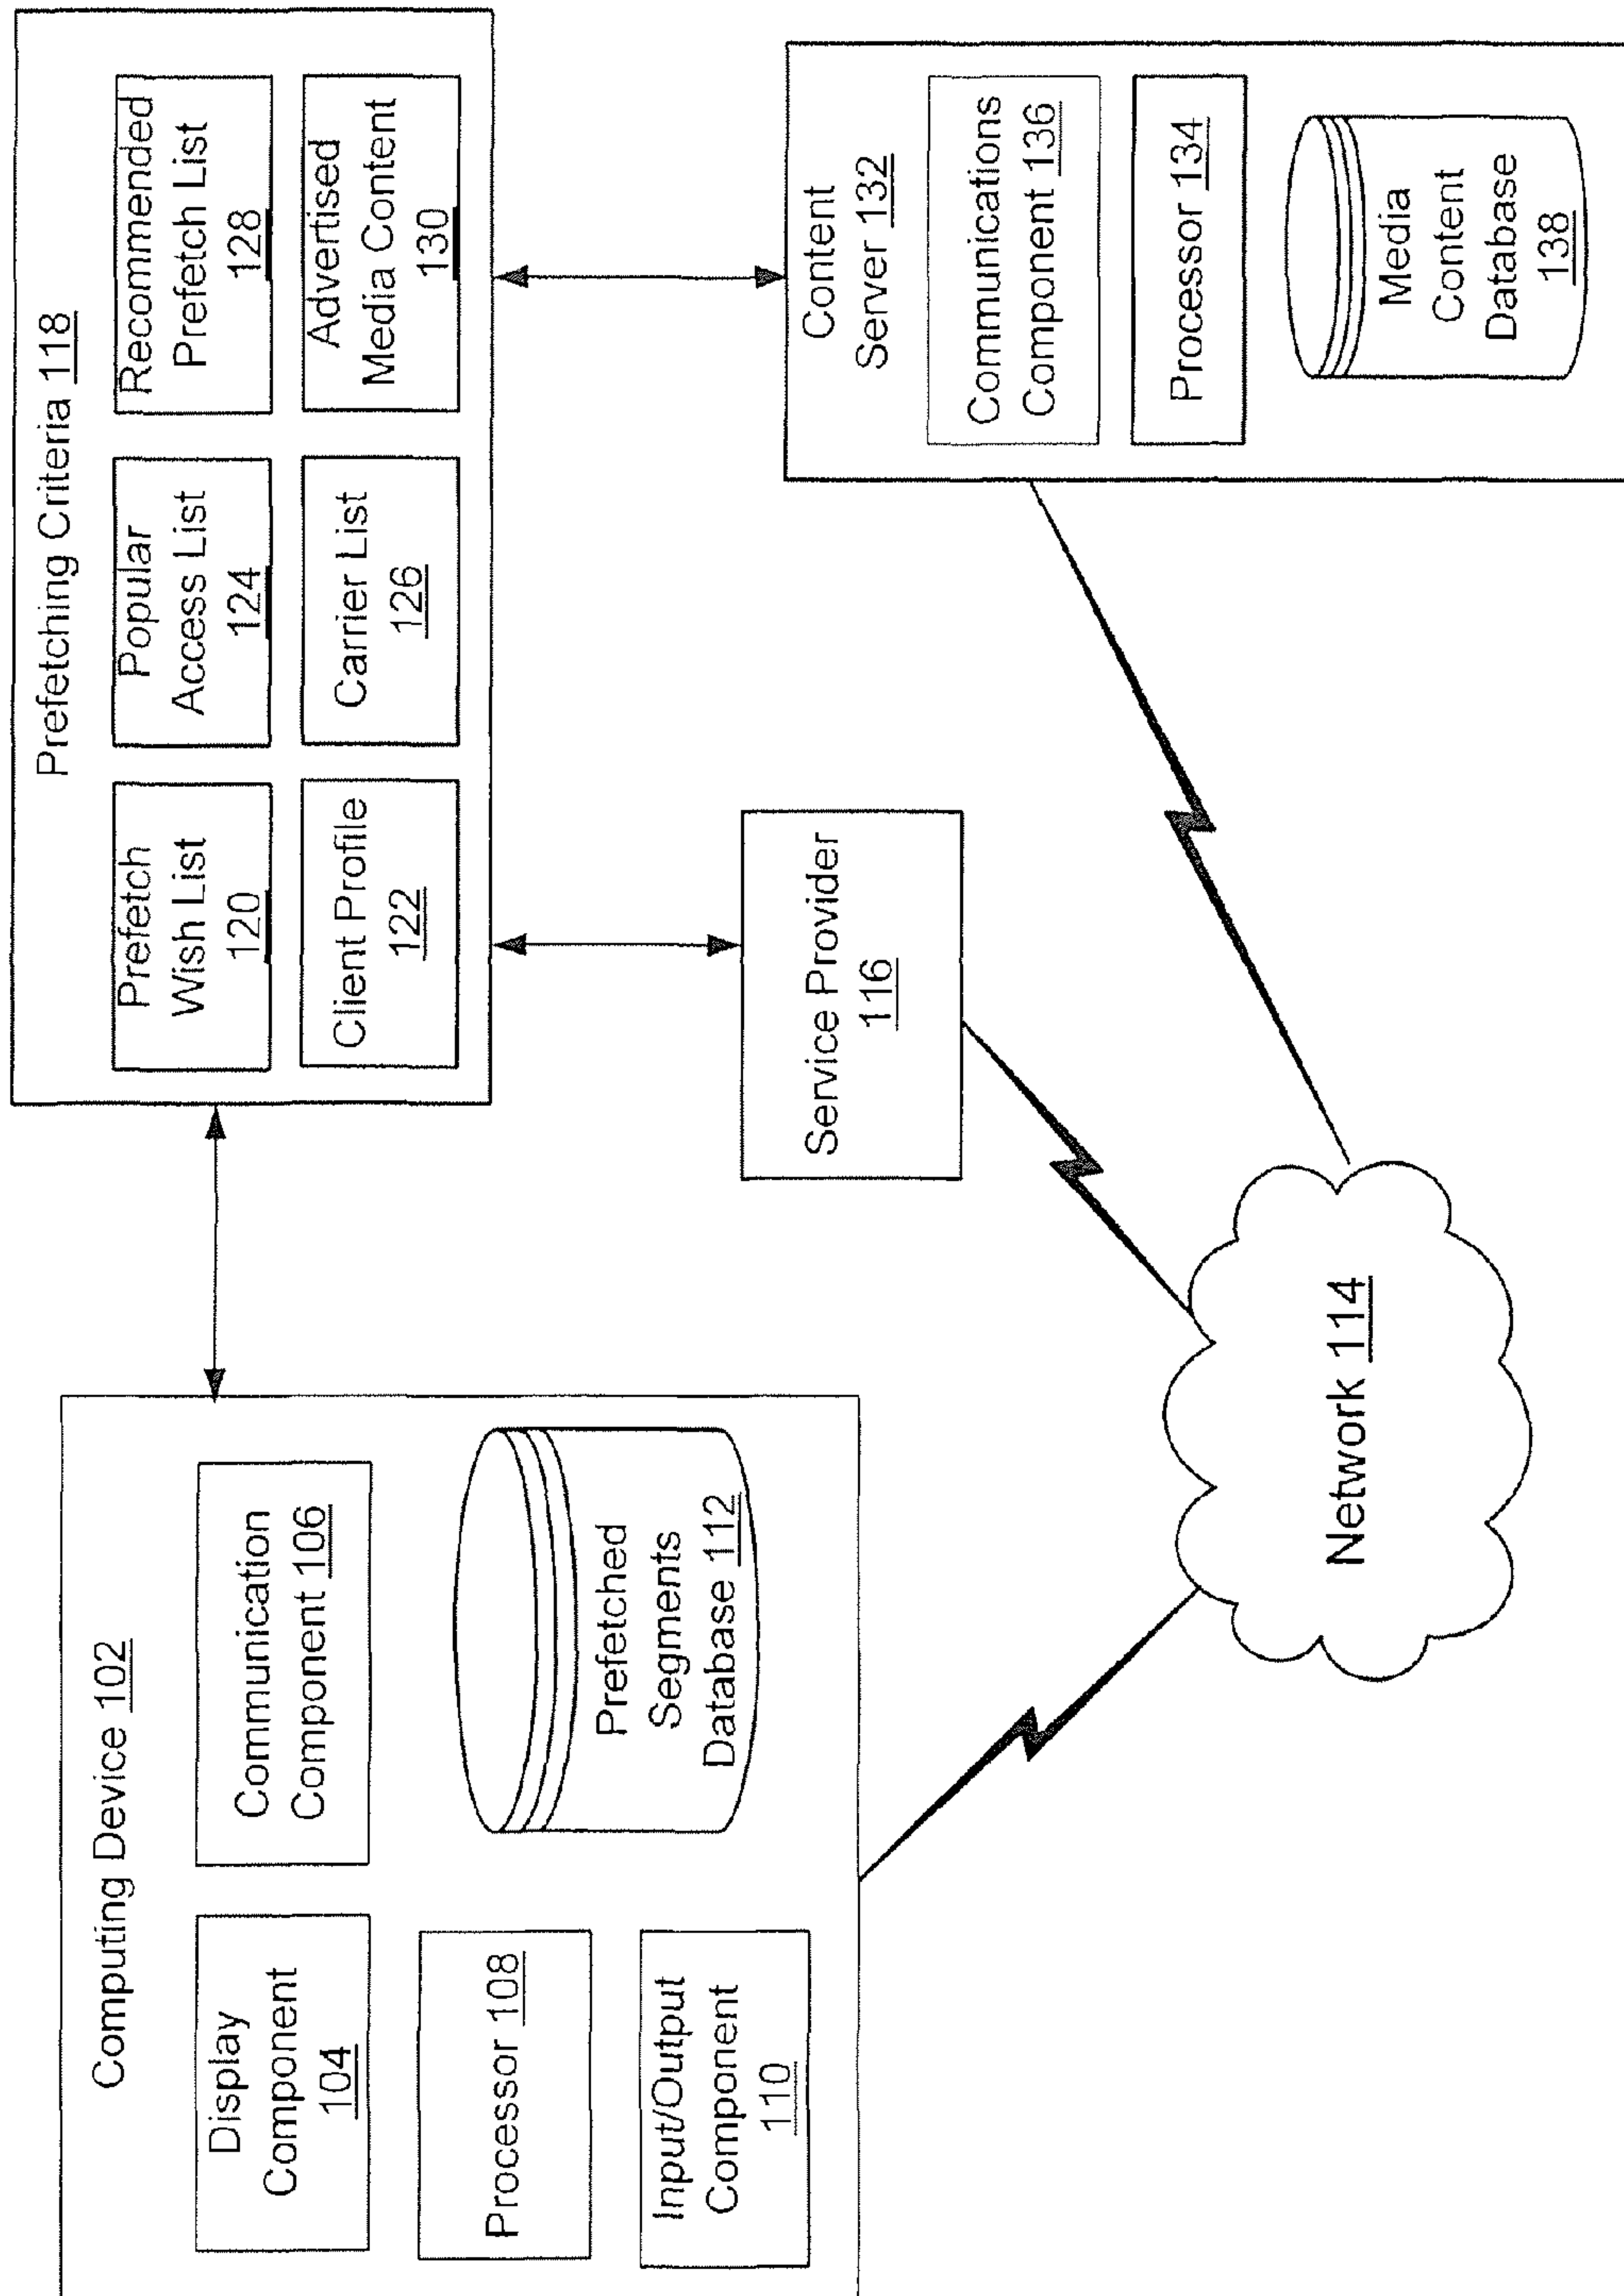 Computing Device 102
Display
Component
104
Communication
Component 106
Processor 108
Input/Output
Component
110
Prefetched
Segments
Database 112
Prefetching Criteria 118
Prefetch
Wish List
120
Popular
Access List
124
Recommended
Prefetch List
128
Client Profile
122
Carrier List
126
Advertised
Media Content
130
Service Provider
116
Network 114
Content
Server 132
Communications
Component 136
Processor 134
Media
Content
Database
138